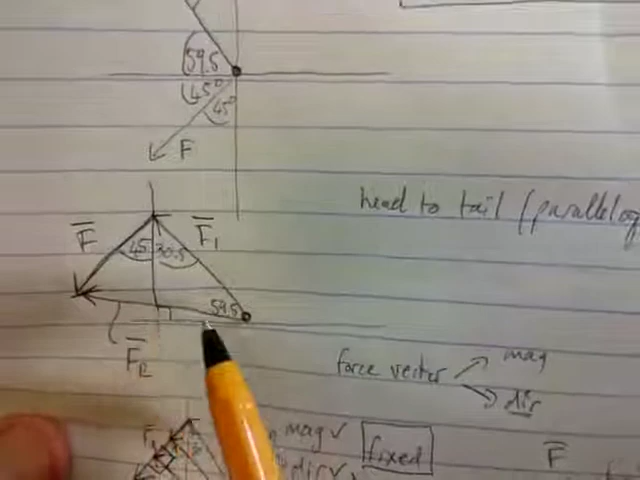 59.5
45°
45°
F
head to tail (parallelog
F F1
45 30.5
59.5
FR
force vector mag
dir
mag ✓ fixed
dir ✓
F